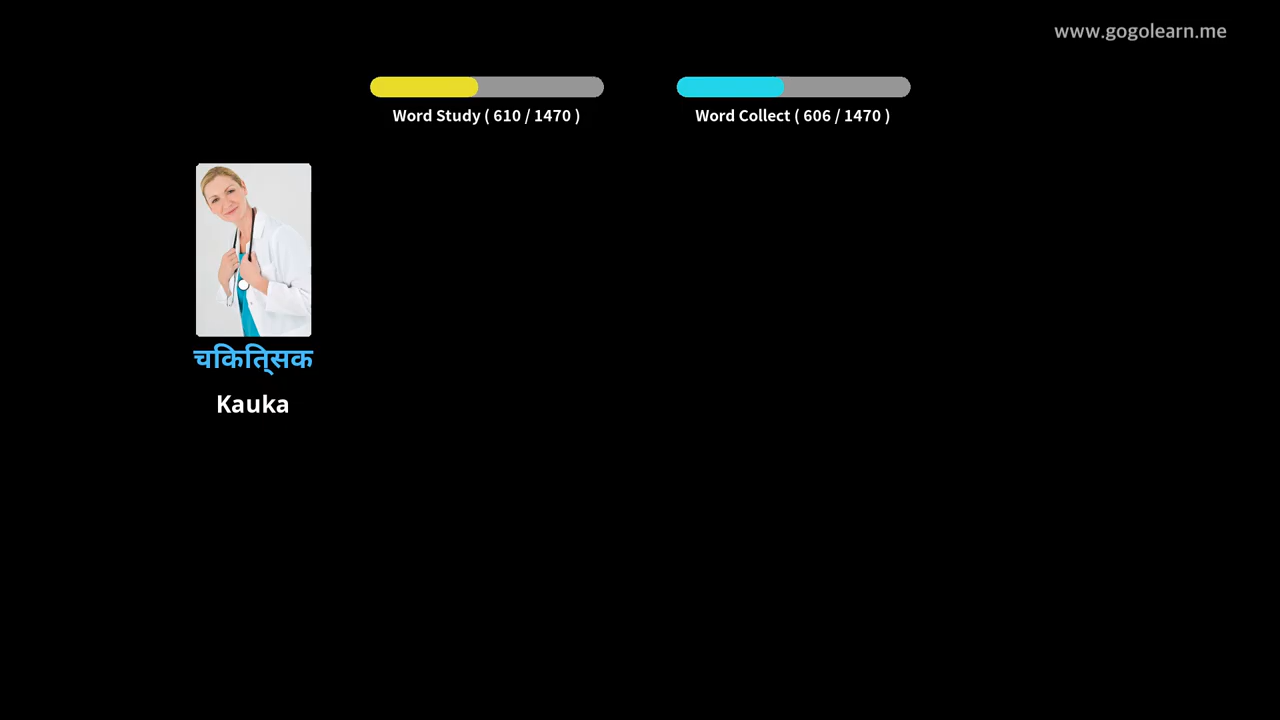 www.gogolearn.me
Word Study ( 610 / 1470 )
Word Collect ( 606 / 1470 )
चिकित्सक
Kauka